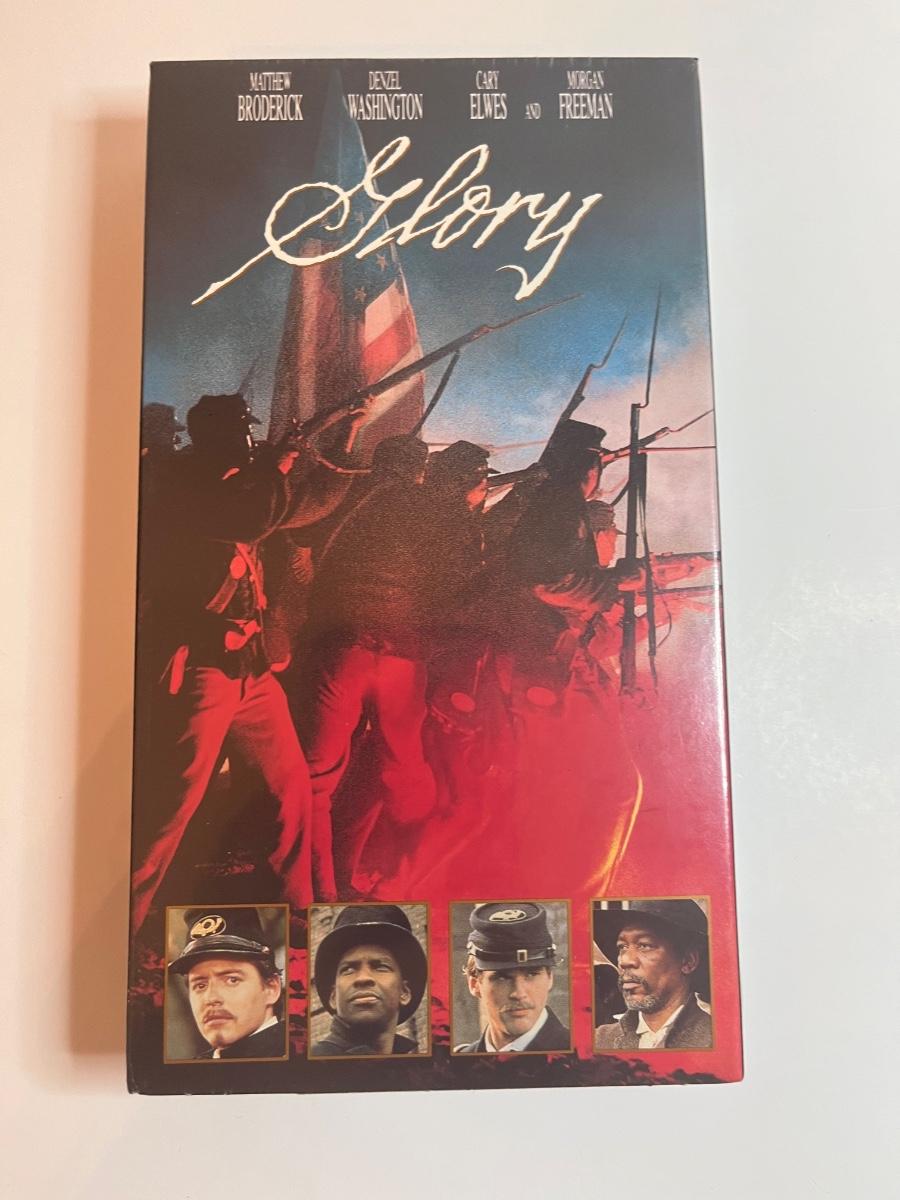 MATTHEW DENZEL CARY MORGAN
BRODERICK WASHINGTON ELWES AND FREEMAN
Glory